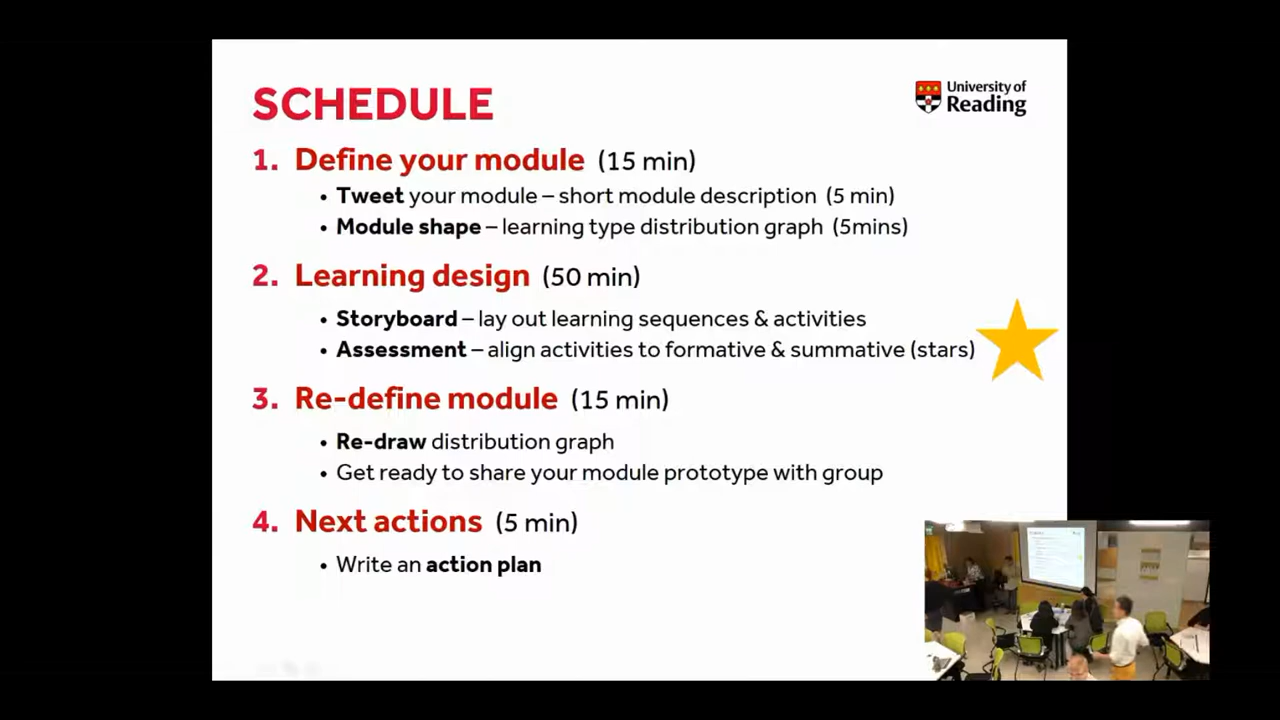 SCHEDULE
University of
Reading
1. Define your module (15 min)
• Tweet your module – short module description (5 min)
• Module shape – learning type distribution graph (5mins)
2. Learning design (50 min)
• Storyboard – lay out learning sequences & activities
• Assessment – align activities to formative & summative (stars)
3. Re-define module (15 min)
• Re-draw distribution graph
• Get ready to share your module prototype with group
4. Next actions (5 min)
• Write an action plan